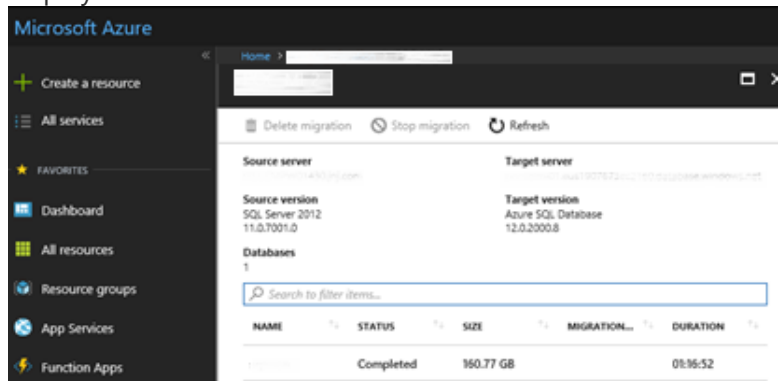 Microsoft Azure
Home >
Create a resource
All services
FAVORITES
Dashboard
All resources
Resource groups
App Services
Function Apps
Delete migration Stop migration Refresh
Source server Target server
Source version Target version
SQL Server 2012 Azure SQL Database
11.0.7001.0 12.0.2000.8
Databases
1
Search to filter items...
NAME STATUS SIZE MIGRATION... DURATION
Completed 160.77 GB 01:16:52